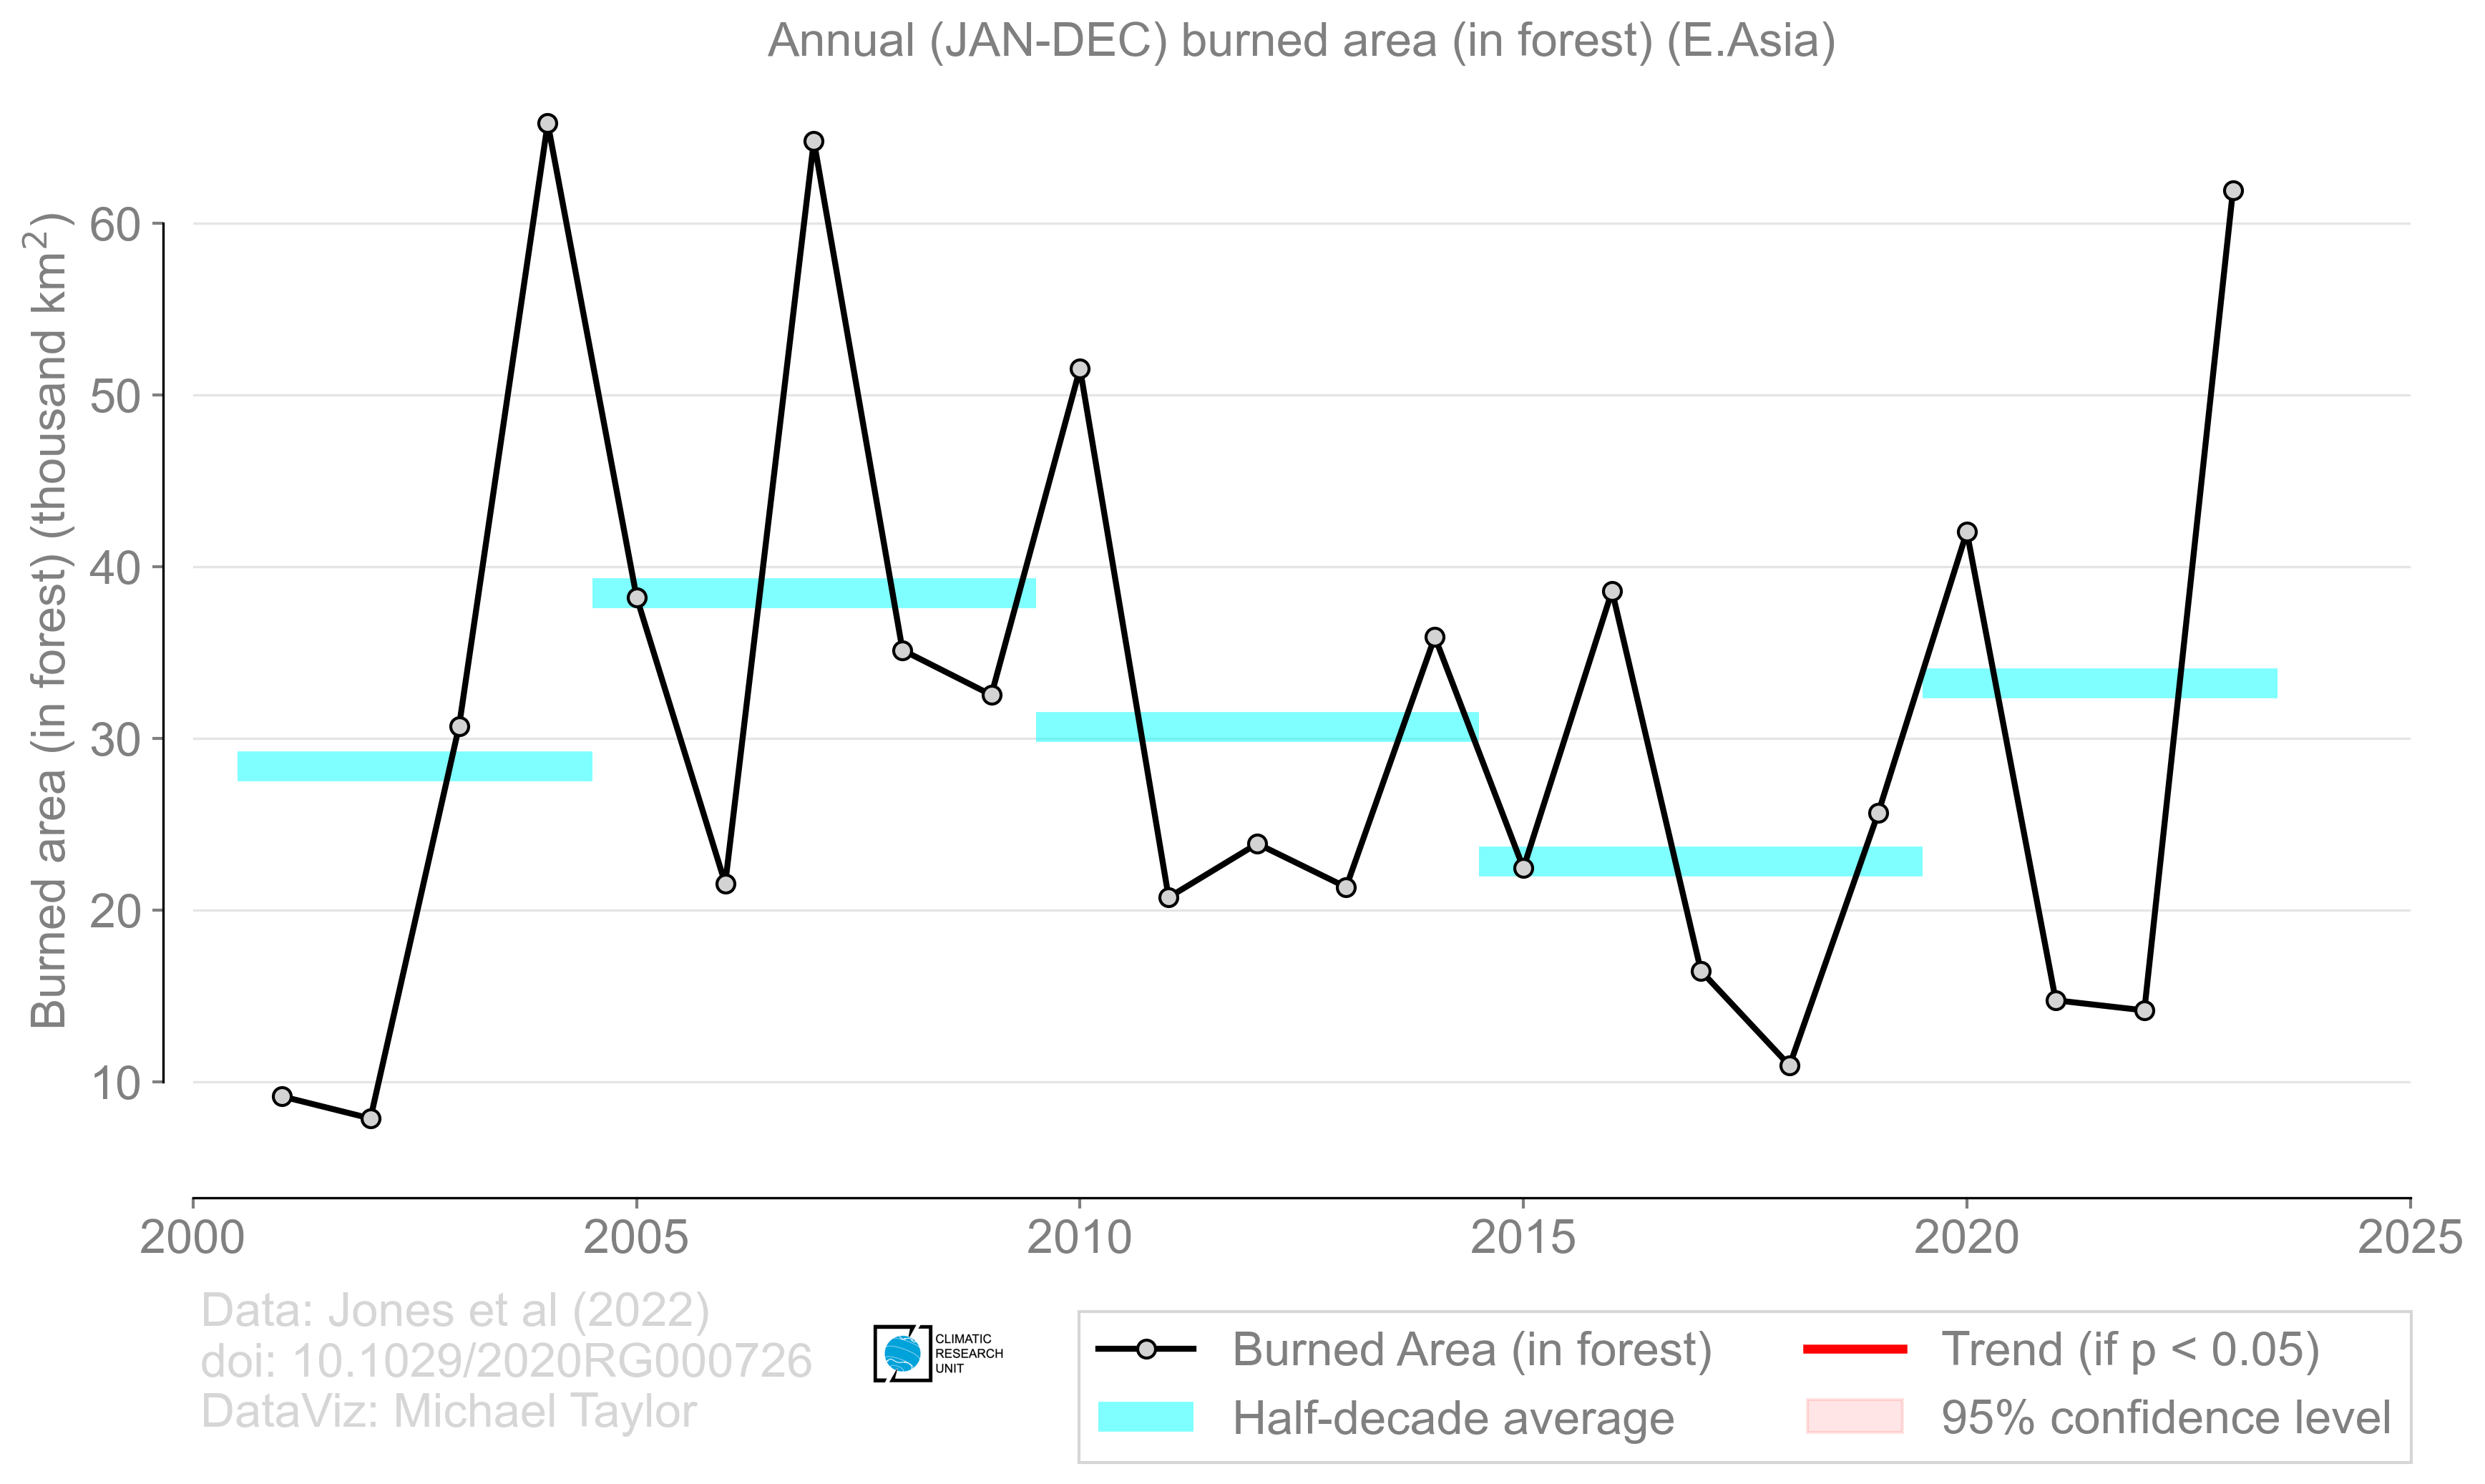 Annual (JAN-DEC) burned area (in forest) (E.Asia)
Burned area (in forest) (thousand km²)
60
50
40
30
20
10
2000
2005
2010
2015
2020
2025
Data: Jones et al (2022)
doi: 10.1029/2020RG000726
DataViz: Michael Taylor
CLIMATIC
RESEARCH
UNIT
Burned Area (in forest)
Half-decade average
Trend (if p < 0.05)
95% confidence level